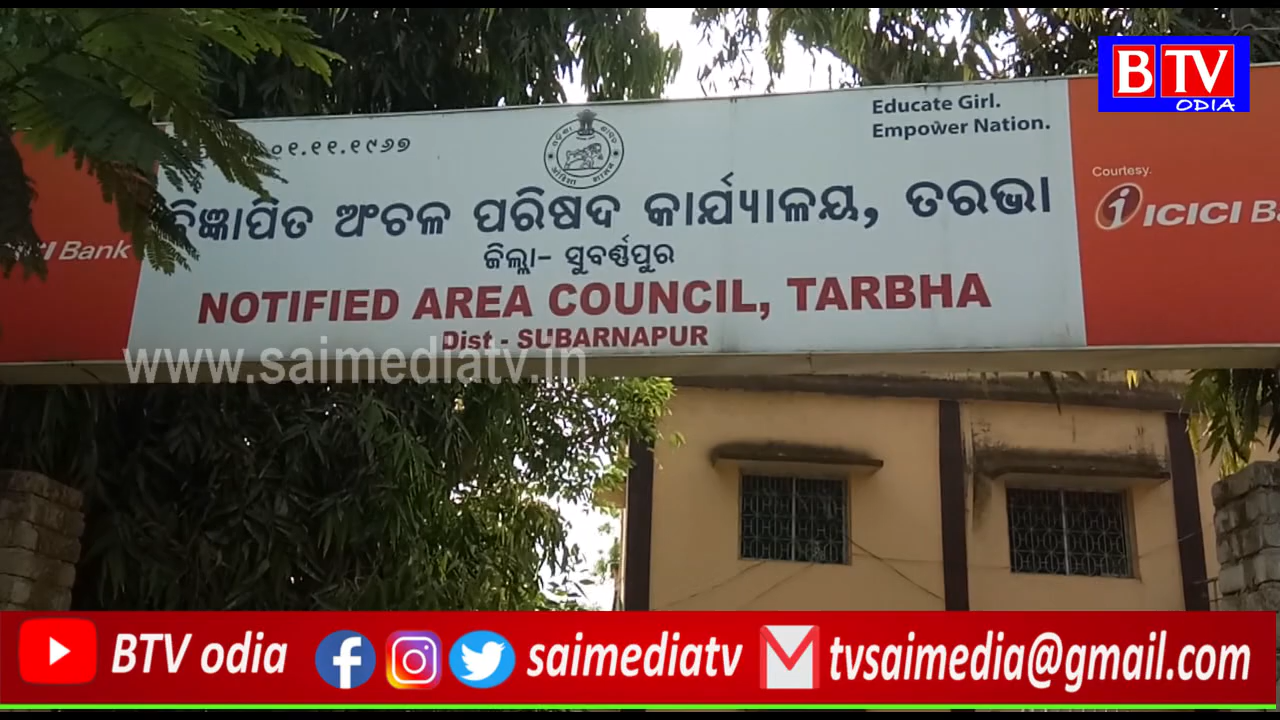 BTV
ODIA
Educate Girl.
Empower Nation.
୦୧.୧୧.୧୯୬୭
Courtesy.
ICICI
Bank
ବିଜ୍ଞାପିତ ଅଂଚଳ ପରିଷଦ କାର୍ଯ୍ୟାଳୟ, ତରଭା
ଜିଲ୍ଲା- ସୁବର୍ଣ୍ଣପୁର
NOTIFIED AREA COUNCIL, TARBHA
Dist - SUBARNAPUR
www.saimediatv.in
BTV odia
saimediatv
tvsaimedia@gmail.com